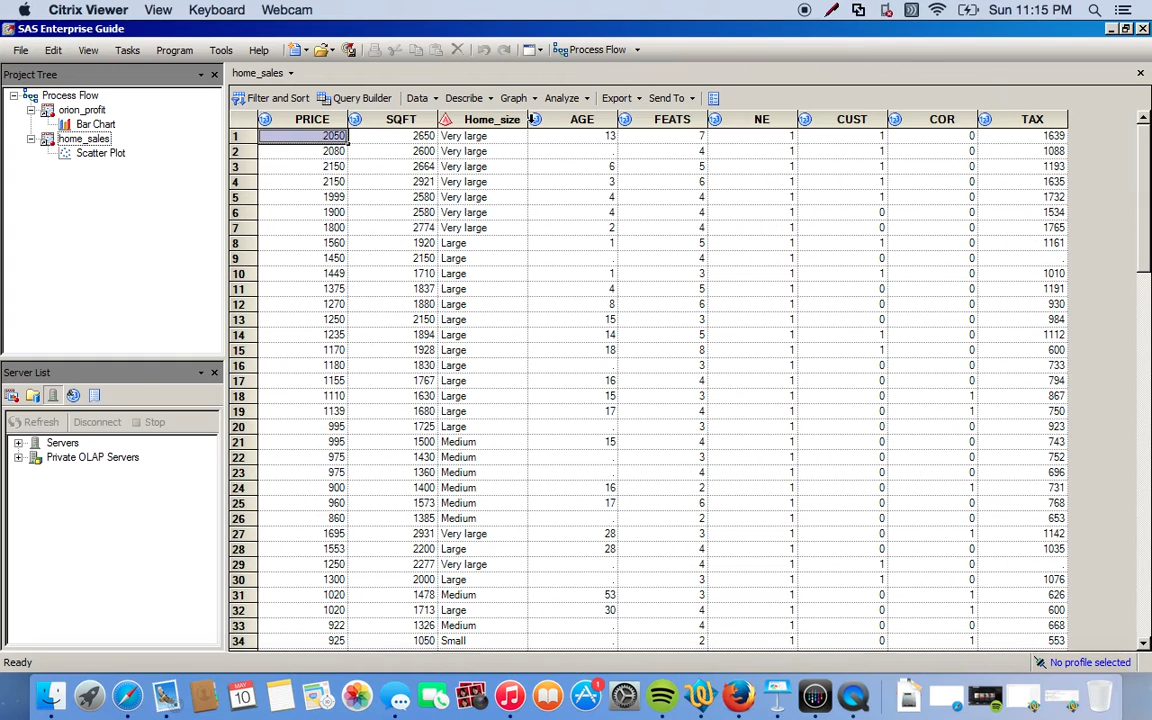 Citrix Viewer View Keyboard Webcam Sun 11:15 PM
SAS Enterprise Guide
File Edit View Tasks Program Tools Help Process Flow
Project Tree
Process Flow
orion_profit
Bar Chart
home_sales
Scatter Plot
Server List
Refresh Disconnect Stop
Servers
Private OLAP Servers
home_sales
Filter and Sort Query Builder Data Describe Graph Analyze Export Send To
PRICE SQFT Home_size AGE FEATS NE CUST COR TAX
1 2050 2650 Very large 13 7 1 1 0 1639
2 2080 2600 Very large . 4 1 1 0 1088
3 2150 2664 Very large 6 5 1 1 0 1193
4 2150 2921 Very large 3 6 1 1 0 1635
5 1999 2580 Very large 4 4 1 1 0 1732
6 1900 2580 Very large 4 4 1 0 0 1534
7 1800 2774 Very large 2 4 1 0 0 1765
8 1560 1920 Large 1 5 1 1 0 1161
9 1450 2150 Large . 4 1 0 0 .
10 1449 1710 Large 1 3 1 1 0 1010
11 1375 1837 Large 4 5 1 0 0 1191
12 1270 1880 Large 8 6 1 0 0 930
13 1250 2150 Large 15 3 1 0 0 984
14 1235 1894 Large 14 5 1 1 0 1112
15 1170 1928 Large 18 8 1 1 0 600
16 1180 1830 Large . 3 1 0 0 733
17 1155 1767 Large 16 4 1 0 0 794
18 1110 1630 Large 15 3 1 0 1 867
19 1139 1680 Large 17 4 1 0 1 750
20 995 1725 Large . 3 1 0 0 923
21 995 1500 Medium 15 4 1 0 0 743
22 975 1430 Medium . 3 1 0 0 752
23 975 1360 Medium . 4 1 0 0 696
24 900 1400 Medium 16 2 1 0 1 731
25 960 1573 Medium 17 6 1 0 0 768
26 860 1385 Medium . 2 1 0 0 653
27 1695 2931 Very large 28 3 1 0 1 1142
28 1553 2200 Large 28 4 1 0 0 1035
29 1250 2277 Very large . 4 1 1 0 .
30 1300 2000 Large . 3 1 1 0 1076
31 1020 1478 Medium 53 3 1 0 1 626
32 1020 1713 Large 30 4 1 0 1 600
33 922 1326 Medium . 4 1 0 0 668
34 925 1050 Small . 2 1 0 1 553
Ready No profile selected
MAY
10
1